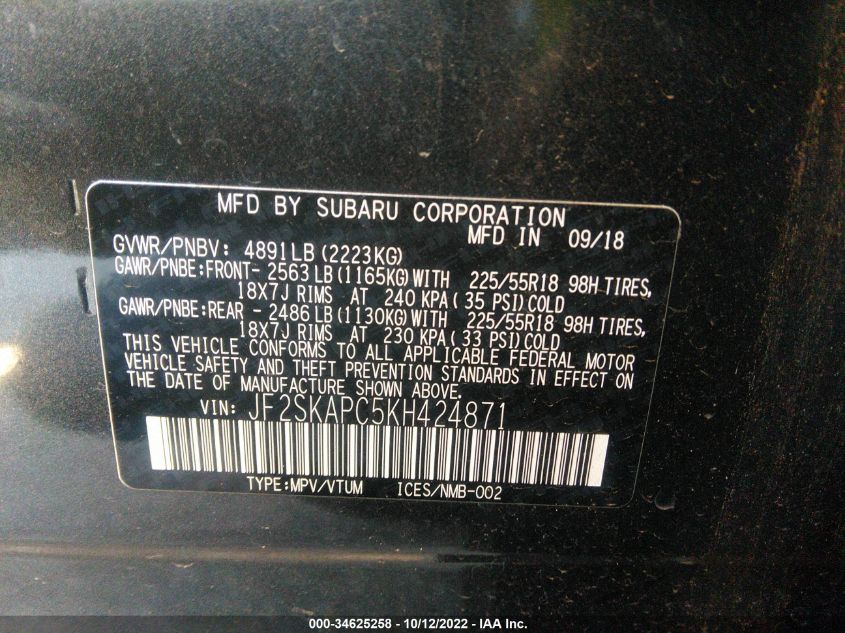 MFD BY SUBARU CORPORATION
MFD IN 09/18
GVWR/PNBV: 4891LB (2223KG)
GAWR/PNBE:FRONT- 2563 LB (1165KG) WITH 225/55R18 98H TIRES,
18X7J RIMS AT 240 KPA ( 35 PSI) COLD
GAWR/PNBE:REAR - 2486 LB (1130KG) WITH 225/55R18 98H TIRES,
18X7J RIMS AT 230 KPA ( 33 PSI) COLD
THIS VEHICLE CONFORMS TO ALL APPLICABLE FEDERAL MOTOR
VEHICLE SAFETY AND THEFT PREVENTION STANDARDS IN EFFECT ON
THE DATE OF MANUFACTURE SHOWN ABOVE.
VIN: JF2SKAPC5KH424871
TYPE:MPV/VTUM ICES/NMB-002
000-34625258 - 10/12/2022 - IAA Inc.